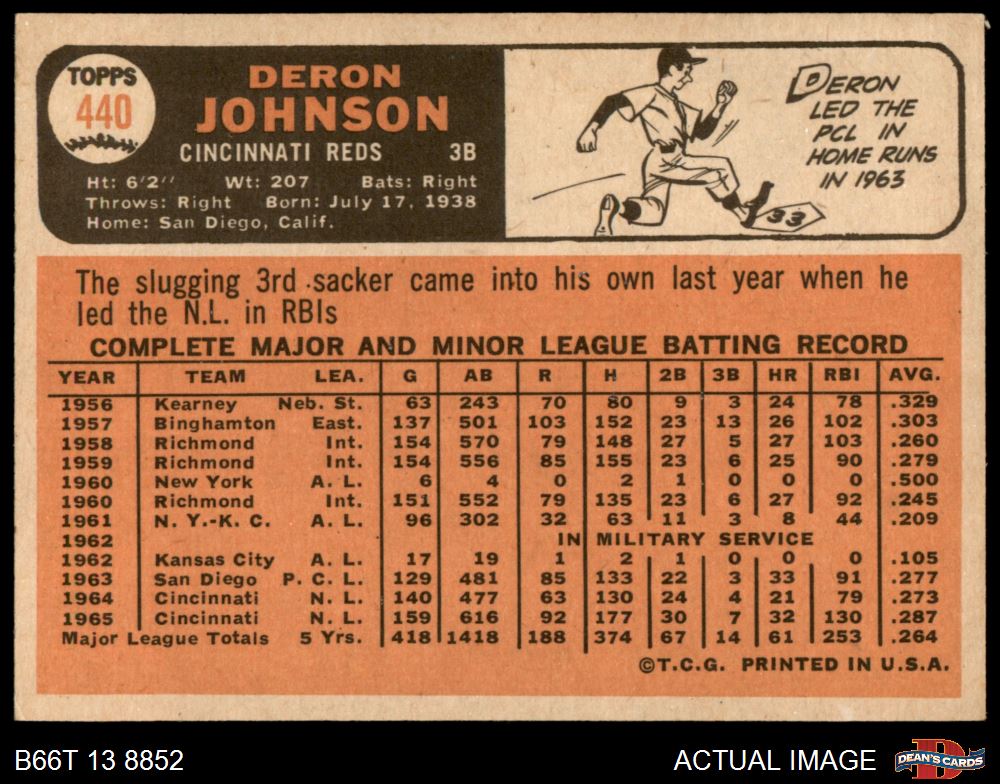 TOPPS
440
DERON
JOHNSON
CINCINNATI REDS 3B
Ht: 6'2" Wt: 207 Bats: Right
Throws: Right Born: July 17, 1938
Home: San Diego, Calif.
DERON
LED THE
PCL IN
HOME RUNS
IN 1963
33
The slugging 3rd sacker came into his own last year when he
led the N.L. in RBIs
COMPLETE MAJOR AND MINOR LEAGUE BATTING RECORD
YEAR TEAM LEA. G AB R H 2B 3B HR RBI AVG.
1956 Kearney Neb. St. 63 243 70 80 9 3 24 78 .329
1957 Binghamton East. 137 501 103 152 23 13 26 102 .303
1958 Richmond Int. 154 570 79 148 27 5 27 103 .260
1959 Richmond Int. 154 556 85 155 23 6 25 90 .279
1960 New York A. L. 6 4 0 2 1 0 0 0 .500
1960 Richmond Int. 151 552 79 135 23 6 27 92 .245
1961 N. Y.-K. C. A. L. 96 302 32 63 11 3 8 44 .209
1962 IN MILITARY SERVICE
1962 Kansas City A. L. 17 19 1 2 1 0 0 0 .105
1963 San Diego P. C. L. 129 481 85 133 22 3 33 91 .277
1964 Cincinnati N. L. 140 477 63 130 24 4 21 79 .273
1965 Cincinnati N. L. 159 616 92 177 30 7 32 130 .287
Major League Totals 5 Yrs. 418 1418 188 374 67 14 61 253 .264
©T.C.G. PRINTED IN U.S.A.
B66T 13 8852 ACTUAL IMAGE
D
DEAN'S CARDS